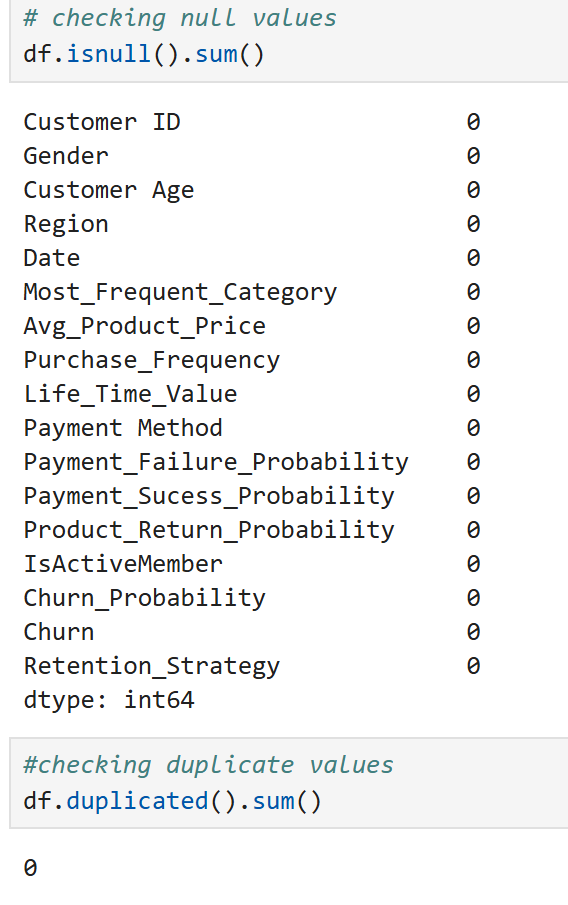 # checking null values
df.isnull().sum()
Customer ID 0
Gender 0
Customer Age 0
Region 0
Date 0
Most_Frequent_Category 0
Avg_Product_Price 0
Purchase_Frequency 0
Life_Time_Value 0
Payment Method 0
Payment_Failure_Probability 0
Payment_Sucess_Probability 0
Product_Return_Probability 0
IsActiveMember 0
Churn_Probability 0
Churn 0
Retention_Strategy 0
dtype: int64
#checking duplicate values
df.duplicated().sum()
0